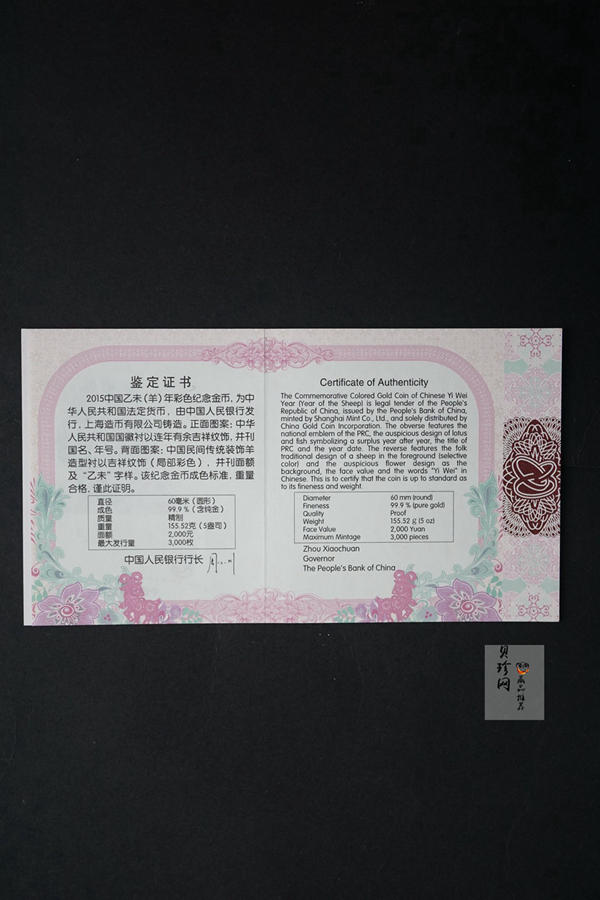 鉴定证书
2015中国乙未(羊)年彩色纪念金币，为中
华人民共和国法定货币，由中国人民银行发
行，上海造币有限公司铸造。正面图案：中华
人民共和国国徽衬以连年有余吉祥纹饰，并刊
国名、年号。背面图案：中国民间传统装饰羊
造型衬以吉祥纹饰（局部彩色），并刊面额
及“乙未”字样。该纪念金币成色标准，重量
合格，谨此证明。
直径 60毫米（圆形）
成色 99.9％（含纯金）
质量 精制
重量 155.52克（5盎司）
面额 2,000元
最大发行量 3,000枚
中国人民银行行长
Certificate of Authenticity
The Commemorative Colored Gold Coin of Chinese Yi Wei
Year (Year of the Sheep) is legal tender of the People's
Republic of China, issued by the People's Bank of China,
minted by Shanghai Mint Co., Ltd., and solely distributed by
China Gold Coin Incorporation. The obverse features the
national emblem of the PRC, the auspicious design of lotus
and fish symbolizing a surplus year after year, the title of
PRC and the year date. The reverse features the folk
traditional design of a sheep in the foreground (selective
color) and the auspicious flower design as the
background, the face value and the words "Yi Wei" in
Chinese. This is to certify that the coin is up to standard as
to its fineness and weight.
Diameter 60 mm (round)
Fineness 99.9 % (pure gold)
Quality Proof
Weight 155.52 g (5 oz)
Face Value 2,000 Yuan
Maximum Mintage 3,000 pieces
Zhou Xiaochuan
Governor
The People's Bank of China
贝珍网
藏品推荐